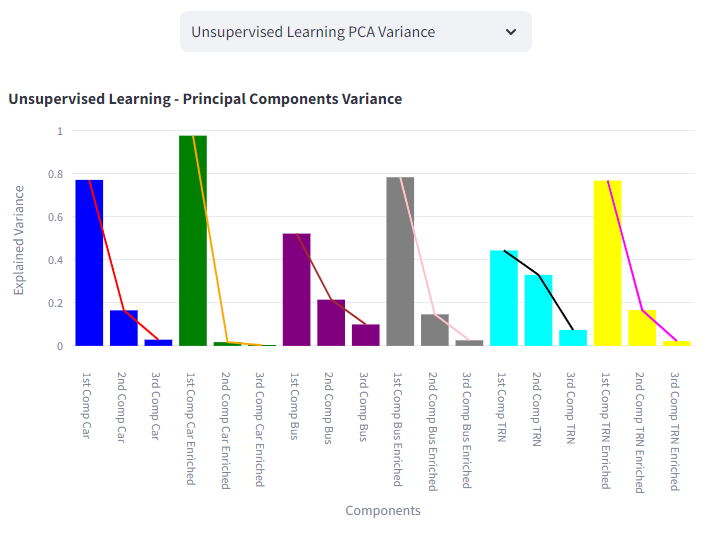 Unsupervised Learning PCA Variance
Unsupervised Learning - Principal Components Variance
Explained Variance
1
0.8
0.6
0.4
0.2
0
1st Comp Car
2nd Comp Car
3rd Comp Car
1st Comp Car Enriched
2nd Comp Car Enriched
3rd Comp Car Enriched
1st Comp Bus
2nd Comp Bus
3rd Comp Bus
1st Comp Bus Enriched
2nd Comp Bus Enriched
3rd Comp Bus Enriched
1st Comp TRN
2nd Comp TRN
3rd Comp TRN
1st Comp TRN Enriched
2nd Comp TRN Enriched
3rd Comp TRN Enriched
Components